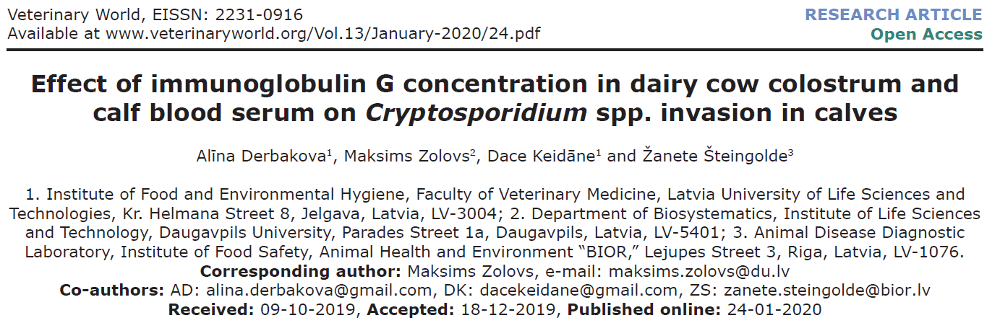 Veterinary World, EISSN: 2231-0916
RESEARCH ARTICLE
Available at www.veterinaryworld.org/Vol.13/January-2020/24.pdf
Open Access
Effect of immunoglobulin G concentration in dairy cow colostrum and
calf blood serum on Cryptosporidium spp. invasion in calves
Alīna Derbakova1, Maksims Zolovs2, Dace Keidāne1 and Žanete Šteingolde3
1. Institute of Food and Environmental Hygiene, Faculty of Veterinary Medicine, Latvia University of Life Sciences and
Technologies, Kr. Helmana Street 8, Jelgava, Latvia, LV-3004; 2. Department of Biosystematics, Institute of Life Sciences
and Technology, Daugavpils University, Parades Street 1a, Daugavpils, Latvia, LV-5401; 3. Animal Disease Diagnostic
Laboratory, Institute of Food Safety, Animal Health and Environment “BIOR,” Lejupes Street 3, Riga, Latvia, LV-1076.
Corresponding author: Maksims Zolovs, e-mail: maksims.zolovs@du.lv
Co-authors: AD: alina.derbakova@gmail.com, DK: dacekeidane@gmail.com, ZS: zanete.steingolde@bior.lv
Received: 09-10-2019, Accepted: 18-12-2019, Published online: 24-01-2020